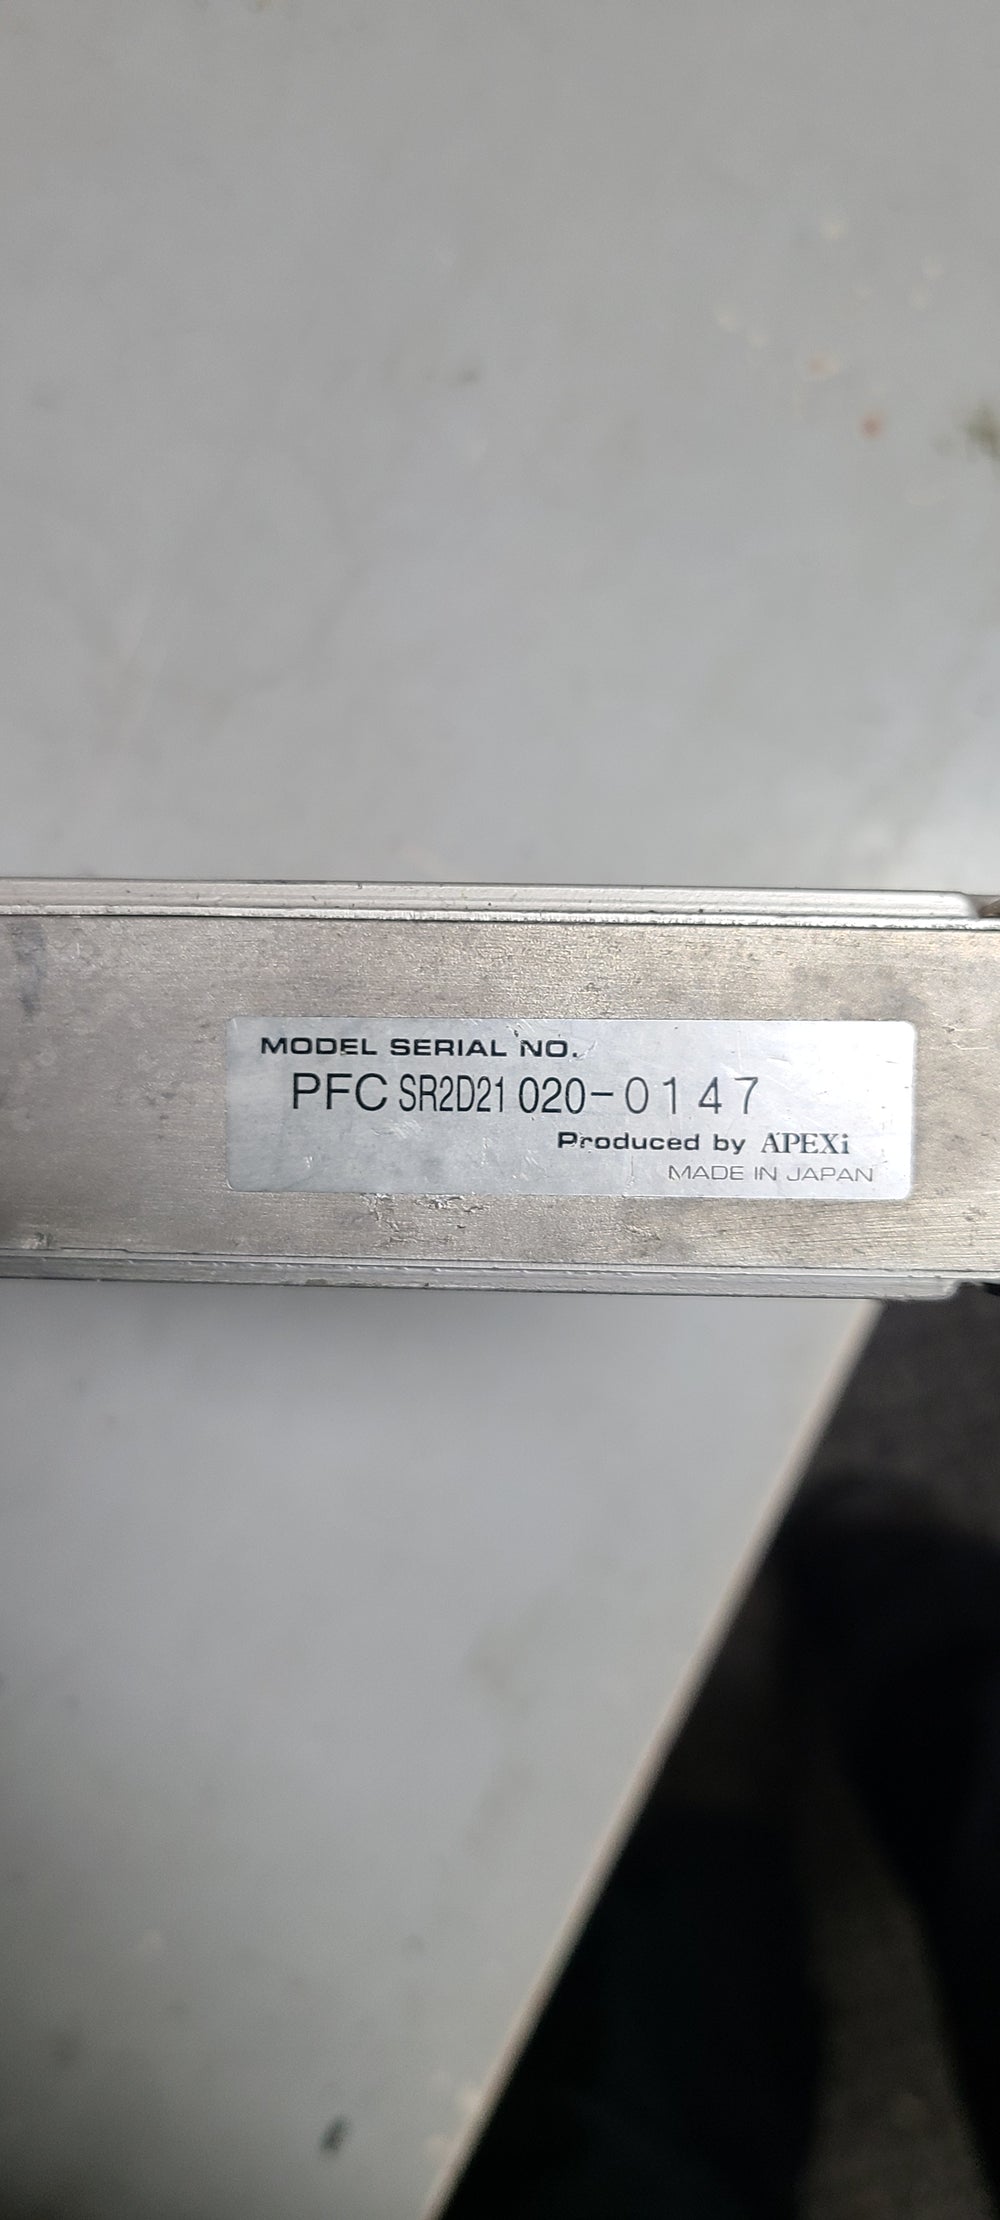 MODEL SERIAL NO.
PFC SR2D21 020-0147
Produced by APEXi
MADE IN JAPAN